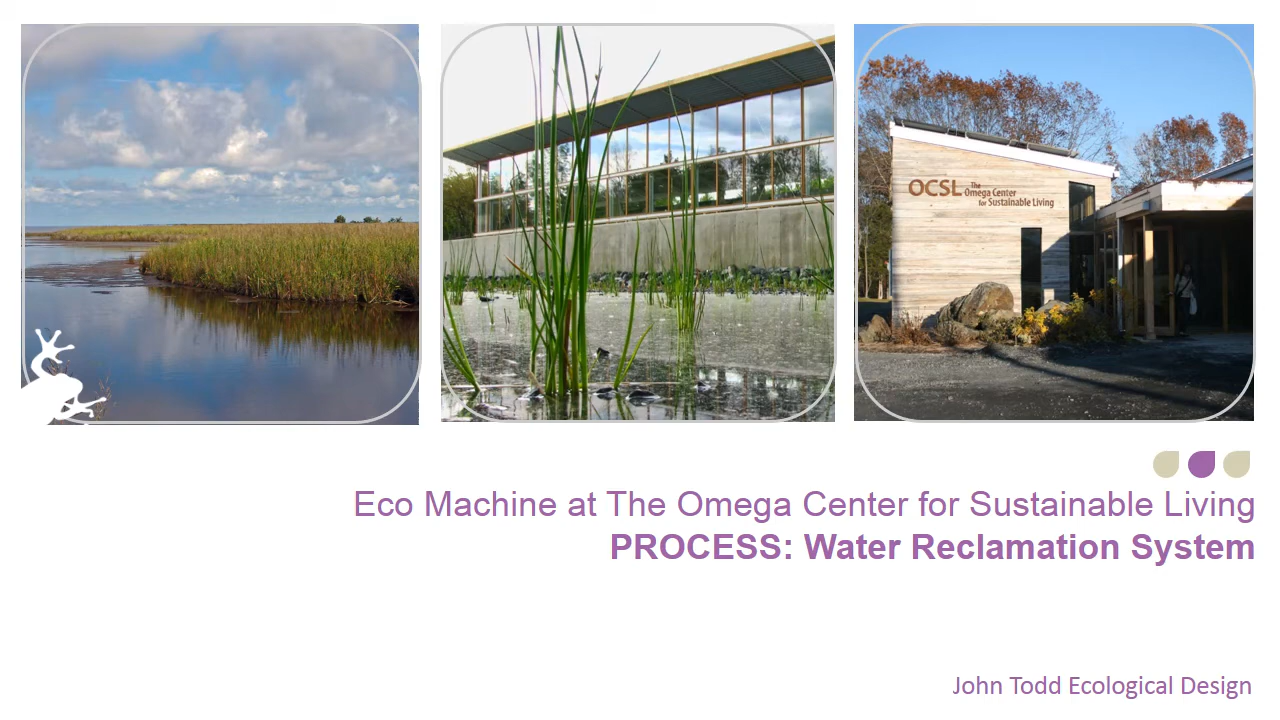 OCSL The
Omega Center
for Sustainable Living
Eco Machine at The Omega Center for Sustainable Living
PROCESS: Water Reclamation System
John Todd Ecological Design